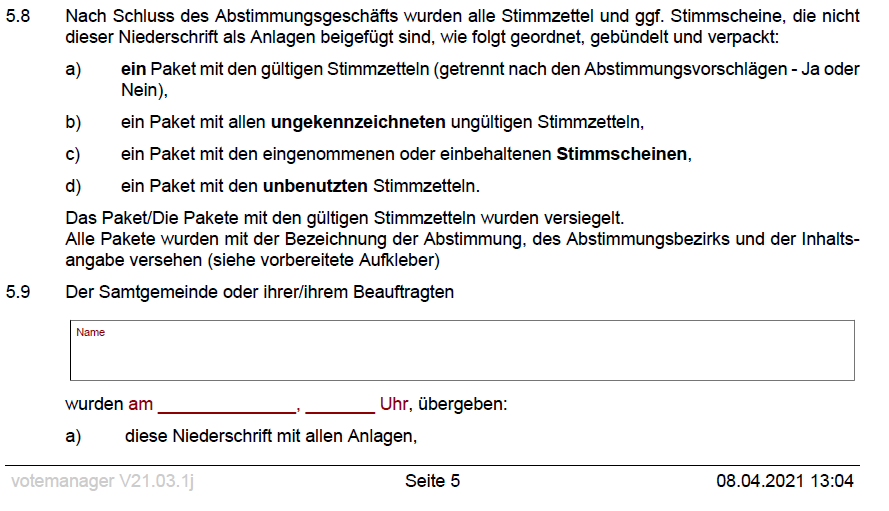 5.8 Nach Schluss des Abstimmungsgeschäfts wurden alle Stimmzettel und ggf. Stimmscheine, die nicht
dieser Niederschrift als Anlagen beigefügt sind, wie folgt geordnet, gebündelt und verpackt:
a) ein Paket mit den gültigen Stimmzetteln (getrennt nach den Abstimmungsvorschlägen - Ja oder
Nein),
b) ein Paket mit allen ungekennzeichneten ungültigen Stimmzetteln,
c) ein Paket mit den eingenommenen oder einbehaltenen Stimmscheinen,
d) ein Paket mit den unbenutzten Stimmzetteln.
Das Paket/Die Pakete mit den gültigen Stimmzetteln wurden versiegelt.
Alle Pakete wurden mit der Bezeichnung der Abstimmung, des Abstimmungsbezirks und der Inhalts-
angabe versehen (siehe vorbereitete Aufkleber)
5.9 Der Samtgemeinde oder ihrer/ihrem Beauftragten
Name
wurden am ______________, _______ Uhr, übergeben:
a) diese Niederschrift mit allen Anlagen,
votemanager V21.03.1j Seite 5 08.04.2021 13:04